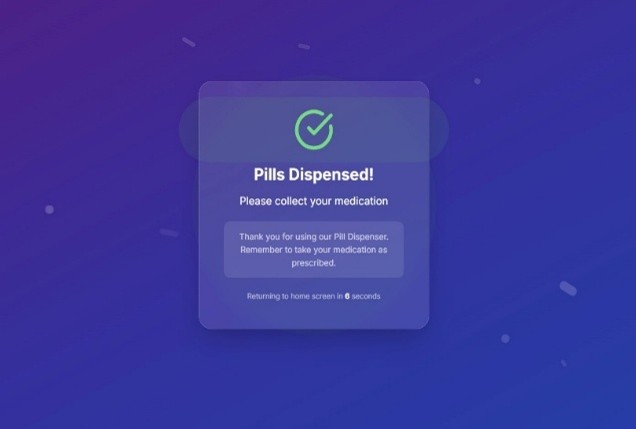 Pills Dispensed!
Please collect your medication
Thank you for using our Pill Dispenser.
Remember to take your medication as
prescribed.
Returning to home screen in 6 seconds